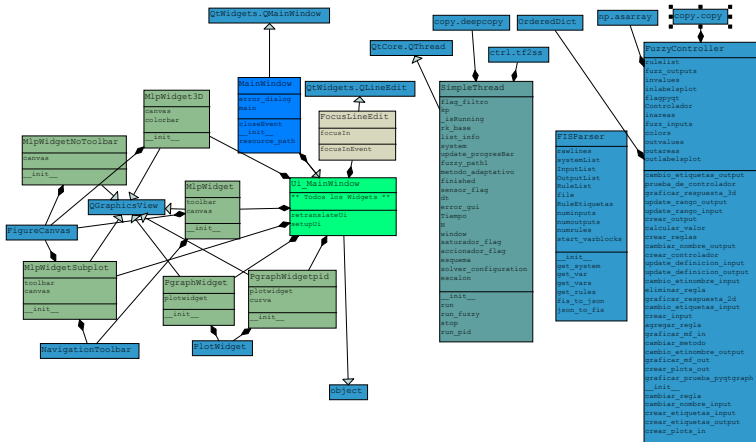 QtWidgets.QMainWindow
copy.deepcopy
OrderedDict
np.asarray
copy.copy
QtCore.QThread
ctrl.tf2ss
MainWindow
error_dialog
main
closeEvent
__init__
resource_path
QtWidgets.QLineEdit
MlpWidget3D
canvas
colorbar
__init__
FocusLineEdit
focusIn
focusInEvent
MlpWidgetNoToolbar
canvas
__init__
MlpWidget
toolbar
canvas
__init__
Ui_MainWindow
** Todos los Widgets **
retranslateUi
setupUi
QGraphicsView
FigureCanvas
MlpWidgetSubplot
toolbar
canvas
__init__
PgraphWidget
plotwidget
__init__
PgraphWidgetpid
plotwidget
curva
__init__
NavigationToolbar
PlotWidget
object
SimpleThread
flag_filtro
kp
_isRunning
rk_base
list_info
system
update_progresBar
fuzzy_path1
metodo_adaptativo
finished
sensor_flag
dt
error_gui
Tiempo
N
window
saturador_flag
accionador_flag
esquema
solver_configuration
escalon
__init__
run
run_fuzzy
stop
run_pid
FISParser
rawlines
systemList
InputList
OutputList
RuleList
file
RuleEtiquetas
numinputs
numoutputs
numrules
start_varblocks
__init__
get_system
get_var
get_vars
get_rules
fis_to_json
json_to_fis
FuzzyController
rulelist
fuzz_outputs
invalues
inlabelsplot
flagpyqt
Controlador
inareas
fuzz_inputs
colors
outvalues
outareas
outlabelsplot
cambio_etiquetas_output
prueba_de_controlador
graficar_respuesta_3d
update_rango_output
update_rango_input
crear_output
calcular_valor
crear_reglas
cambiar_nombre_output
crear_controlador
update_definicion_input
update_definicion_output
cambio_etinombre_input
eliminar_regla
graficar_respuesta_2d
cambio_etiquetas_input
crear_input
agregar_regla
graficar_mf_in
cambiar_metodo
cambio_etinombre_output
graficar_mf_out
crear_plots_out
graficar_prueba_pyqtgraph
__init__
cambiar_regla
cambiar_nombre_input
crear_etiquetas_input
crear_etiquetas_output
crear_plots_in